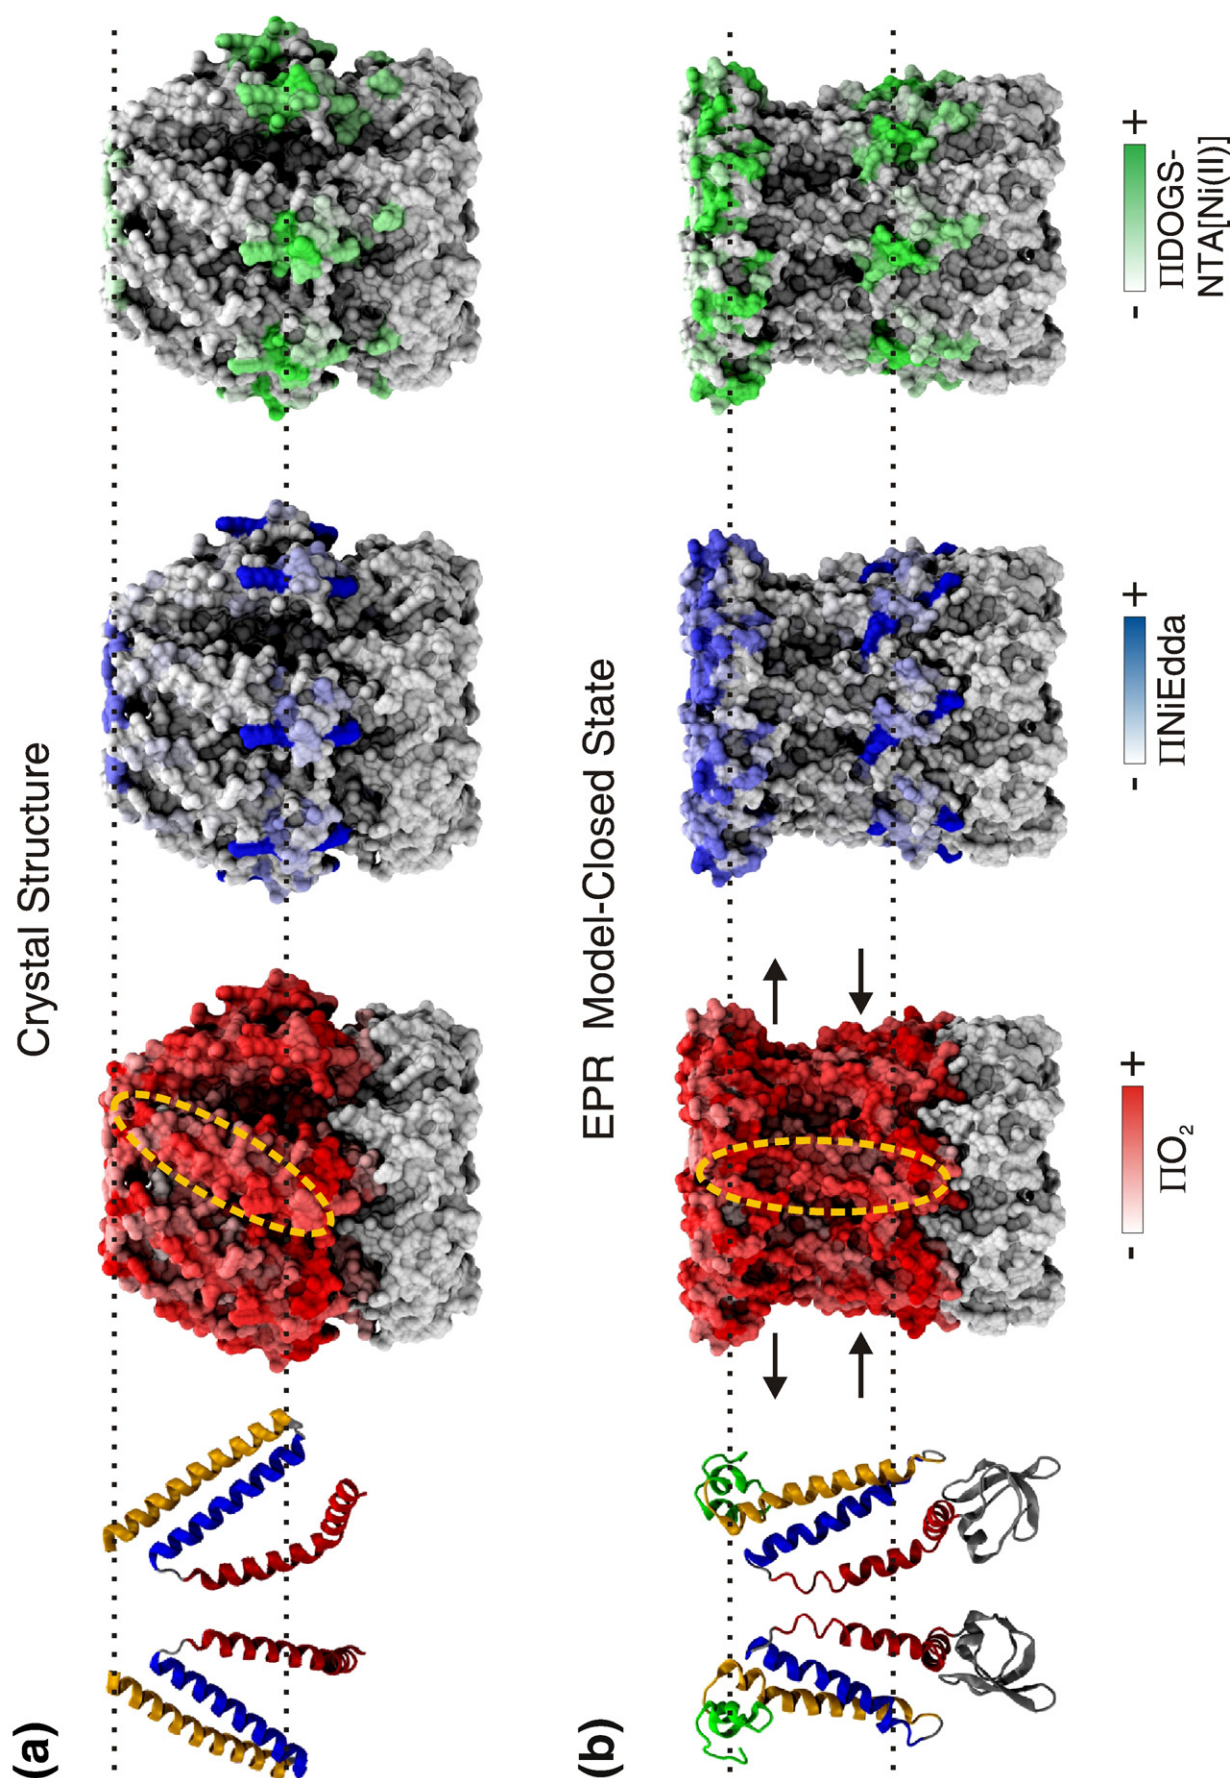 (a)
Crystal Structure
(b)
EPR Model-Closed State
- +
ΠO2
- +
ΠNiEdda
- +
ΠDOGS-
NTA[Ni(II)]